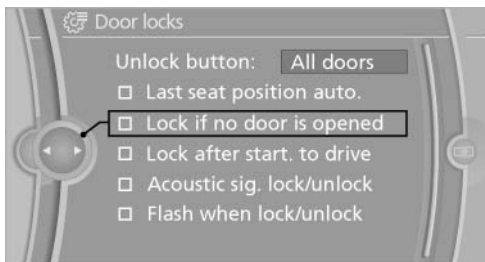 Door locks
Unlock button: All doors
Last seat position auto.
Lock if no door is opened
Lock after start. to drive
Acoustic sig. lock/unlock
Flash when lock/unlock